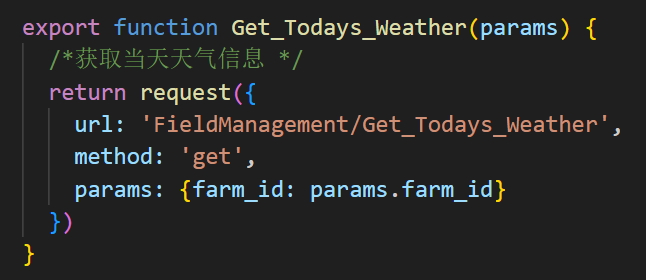 export function Get_Todays_Weather(params) {
/*获取当天天气信息 */
return request({
url: 'FieldManagement/Get_Todays_Weather',
method: 'get',
params: {farm_id: params.farm_id}
})
}